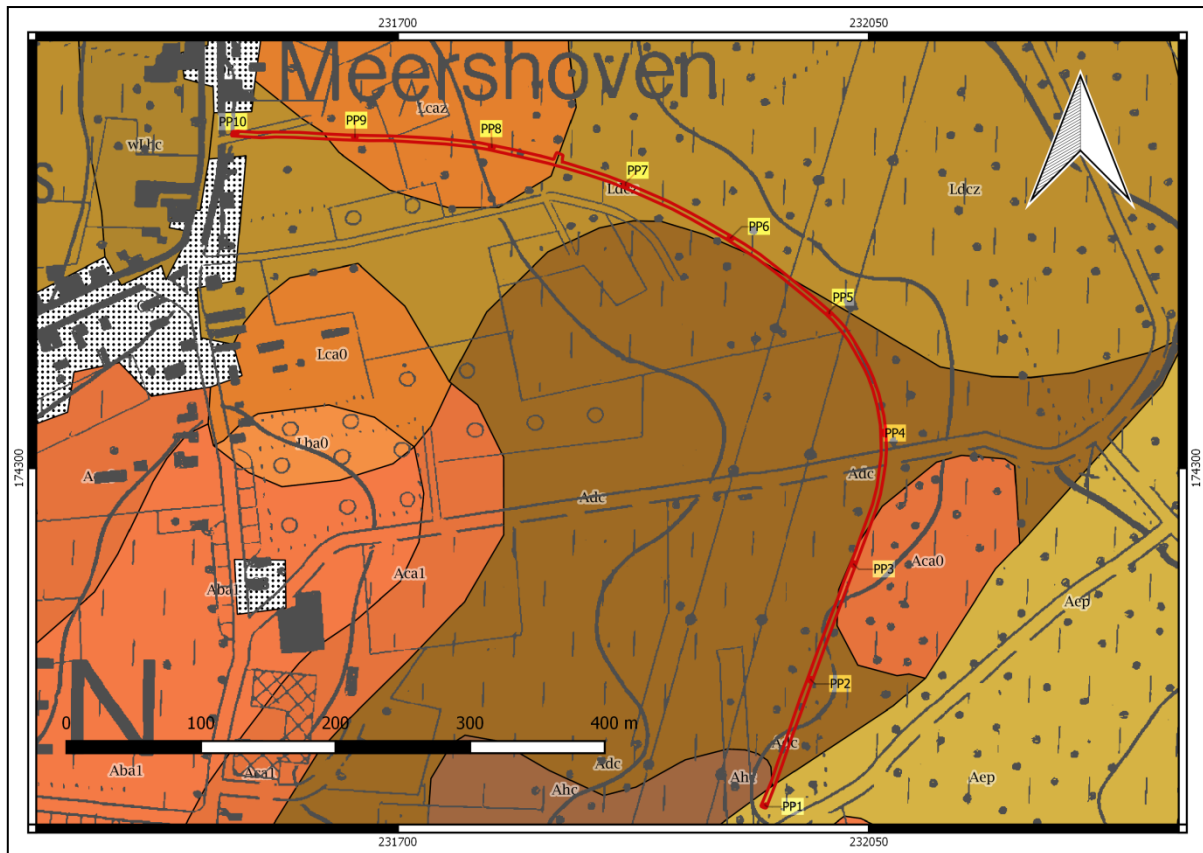 231700
232050
Meershoven
Lcaz
PP10
PP9
PP8
wLhc
s
PP7
Ldcz
Ldcz
PP6
PP5
174300
174300
Lca0
PP4
Lba0
Adc
Adc
Aca0
PP3
Aca1
Aba1
Aep
N
PP2
0
100
200
300
400 m
Adc
Adc
Aba1
Aca1
Ahc
Ahc
Aep
PP1
231700
232050